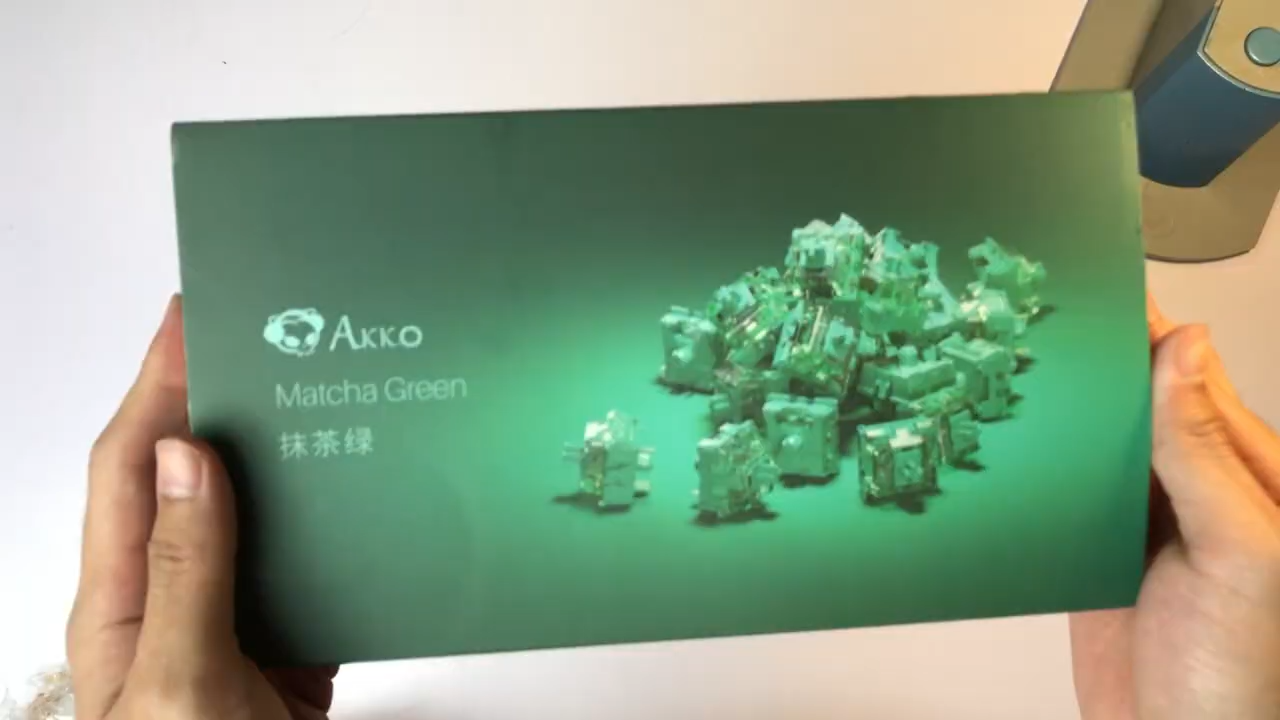 Akko
Matcha Green
抹茶绿